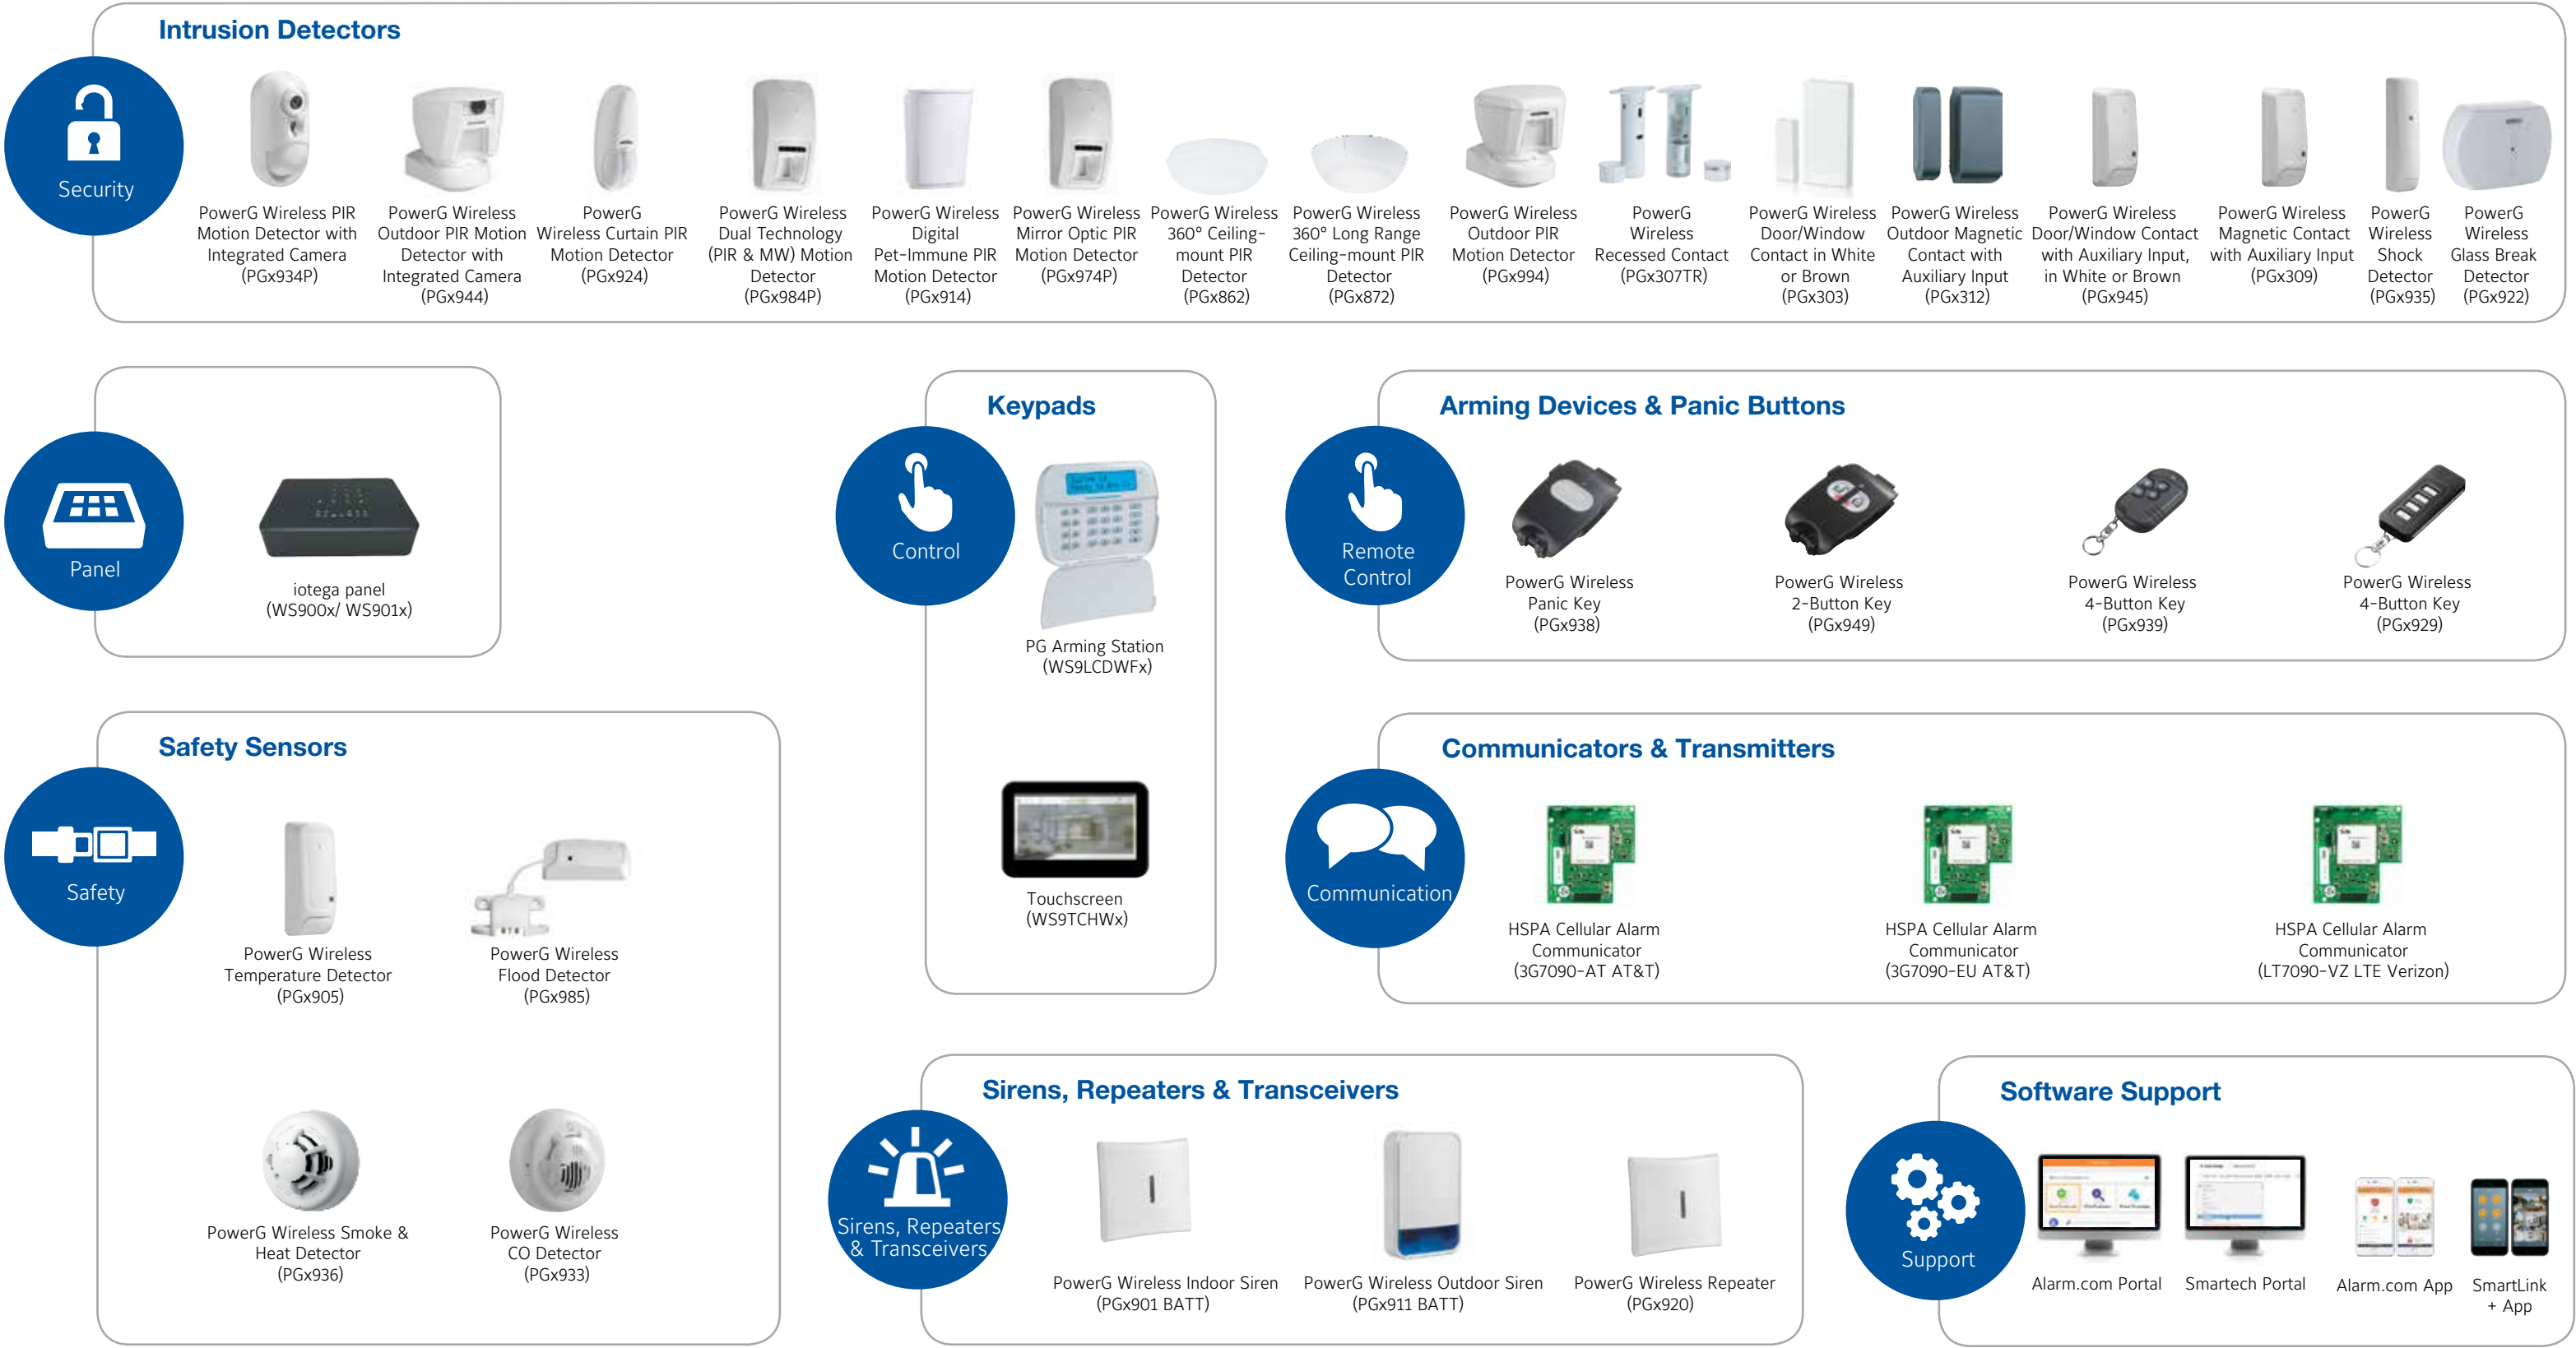 Intrusion Detectors
Security
PowerG Wireless PIR
Motion Detector with
Integrated Camera
(PGx934P)
PowerG Wireless
Outdoor PIR Motion
Detector with
Integrated Camera
(PGx944)
PowerG
Wireless Curtain PIR
Motion Detector
(PGx924)
PowerG Wireless
Dual Technology
(PIR & MW) Motion
Detector
(PGx984P)
PowerG Wireless
Digital
Pet-Immune PIR
Motion Detector
(PGx914)
PowerG Wireless
Mirror Optic PIR
Motion Detector
(PGx974P)
PowerG Wireless
360° Ceiling-
mount PIR
Detector
(PGx862)
PowerG Wireless
360° Long Range
Ceiling-mount PIR
Detector
(PGx872)
PowerG Wireless
Outdoor PIR
Motion Detector
(PGx994)
PowerG
Wireless
Recessed Contact
(PGx307TR)
PowerG Wireless
Door/Window
Contact in White
or Brown
(PGx303)
PowerG Wireless
Outdoor Magnetic
Contact with
Auxiliary Input
(PGx312)
PowerG Wireless
Door/Window Contact
with Auxiliary Input,
in White or Brown
(PGx945)
PowerG Wireless
Magnetic Contact
with Auxiliary Input
(PGx309)
PowerG
Wireless
Shock
Detector
(PGx935)
PowerG
Wireless
Glass Break
Detector
(PGx922)
Panel
iotega panel
(WS900x/ WS901x)
Keypads
Control
PG Arming Station
(WS9LCDWFx)
Touchscreen
(WS9TCHWx)
Arming Devices & Panic Buttons
Remote
Control
PowerG Wireless
Panic Key
(PGx938)
PowerG Wireless
2-Button Key
(PGx949)
PowerG Wireless
4-Button Key
(PGx939)
PowerG Wireless
4-Button Key
(PGx929)
Safety Sensors
Safety
PowerG Wireless
Temperature Detector
(PGx905)
PowerG Wireless
Flood Detector
(PGx985)
PowerG Wireless Smoke &
Heat Detector
(PGx936)
PowerG Wireless
CO Detector
(PGx933)
Communicators & Transmitters
Communication
HSPA Cellular Alarm
Communicator
(3G7090-AT AT&T)
HSPA Cellular Alarm
Communicator
(3G7090-EU AT&T)
HSPA Cellular Alarm
Communicator
(LT7090-VZ LTE Verizon)
Sirens, Repeaters & Transceivers
Sirens, Repeaters
& Transceivers
PowerG Wireless Indoor Siren
(PGx901 BATT)
PowerG Wireless Outdoor Siren
(PGx911 BATT)
PowerG Wireless Repeater
(PGx920)
Software Support
Support
Alarm.com Portal
Smartech Portal
Alarm.com App
SmartLink
+ App